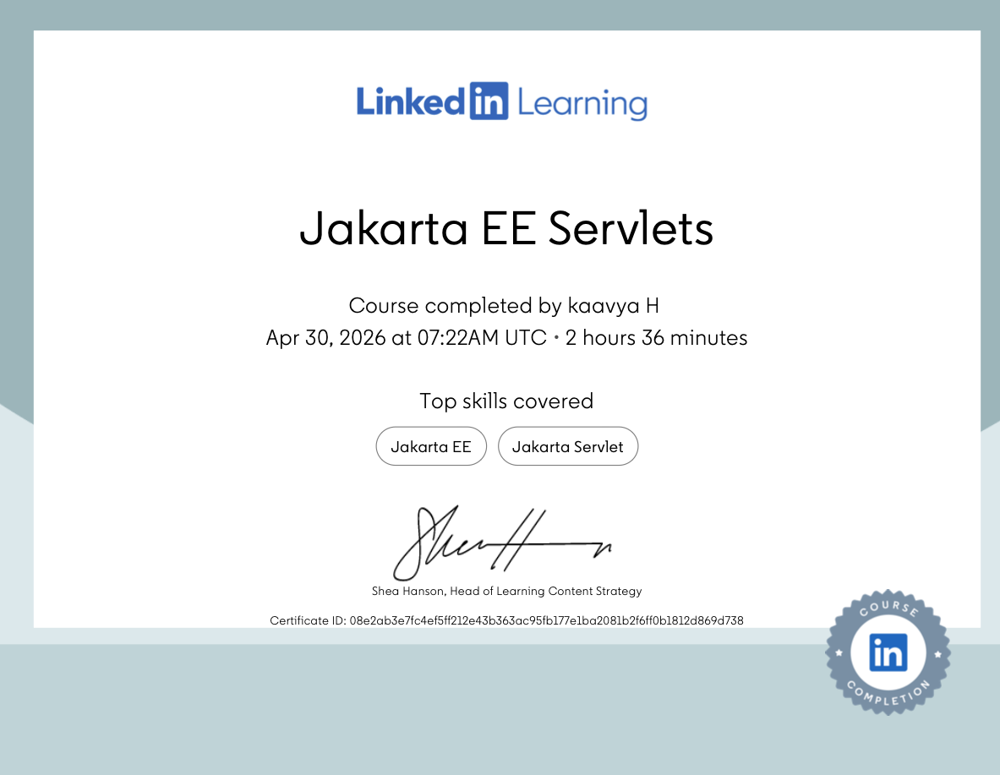 Linked in Learning
Jakarta EE Servlets
Course completed by kaavya H
Apr 30, 2026 at 07:22AM UTC • 2 hours 36 minutes
Top skills covered
Jakarta EE Jakarta Servlet
Shea Hanson, Head of Learning Content Strategy
Certificate ID: 08e2ab3e7fc4ef5ff212e43b363ac95fb177e1ba2081b2f6ff0b1812d869d738
COURSE
in
COMPLETION